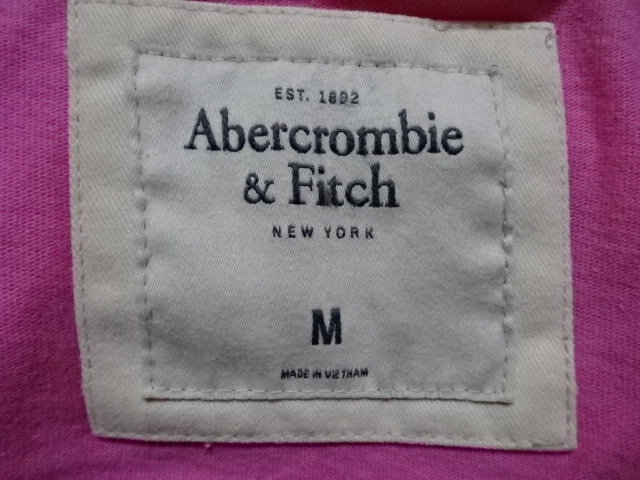 EST. 1892
Abercrombie
& Fitch
NEW YORK
M
MADE IN VIETNAM